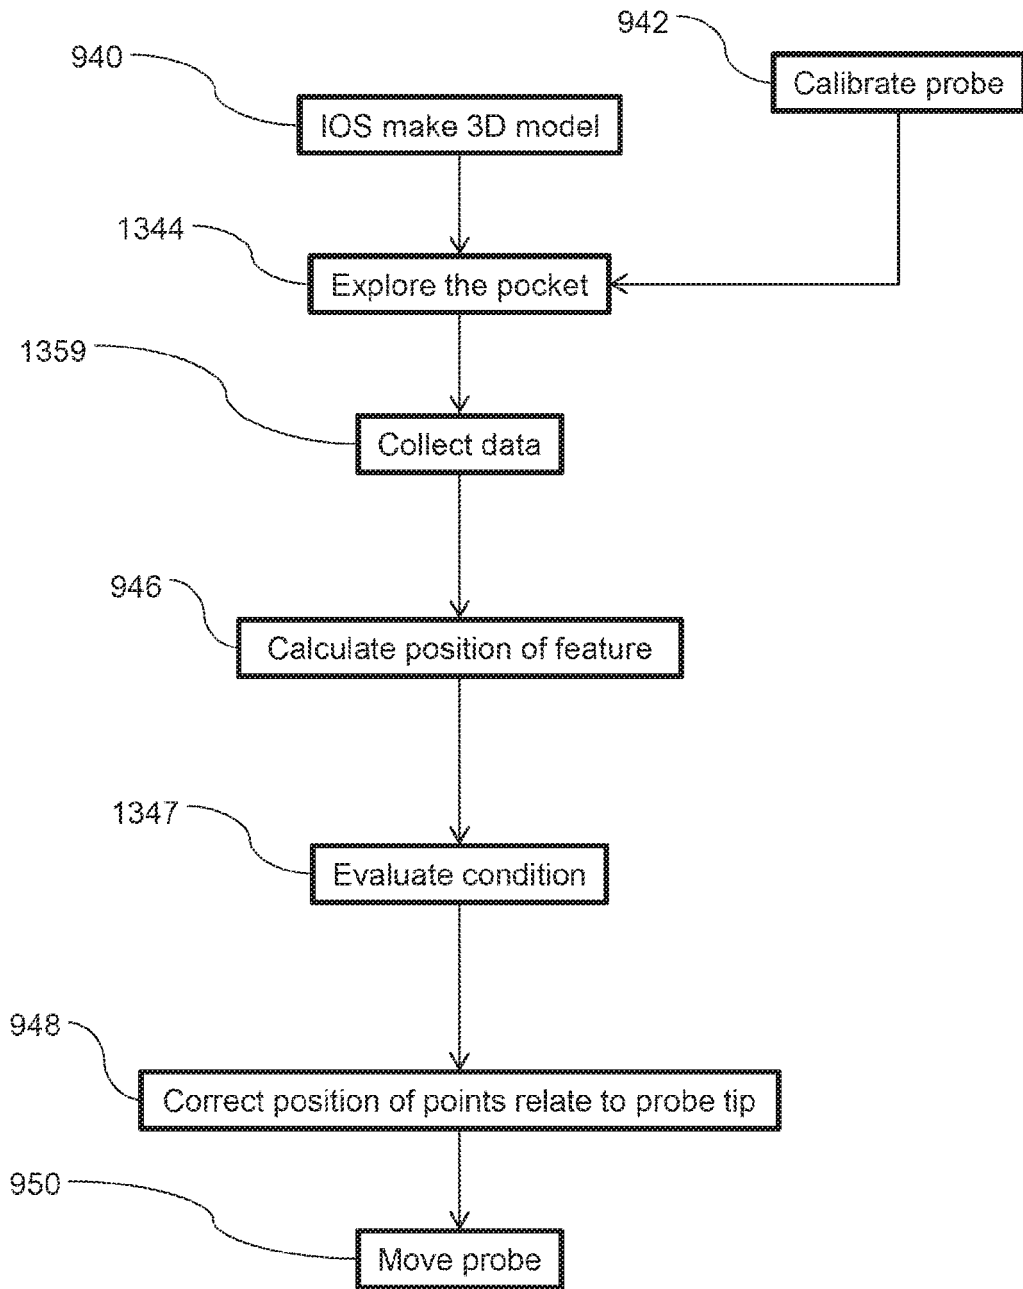 942
Calibrate probe
940
IOS make 3D model
1344
Explore the pocket
1359
Collect data
946
Calculate position of feature
1347
Evaluate condition
948
Correct position of points relate to probe tip
950
Move probe